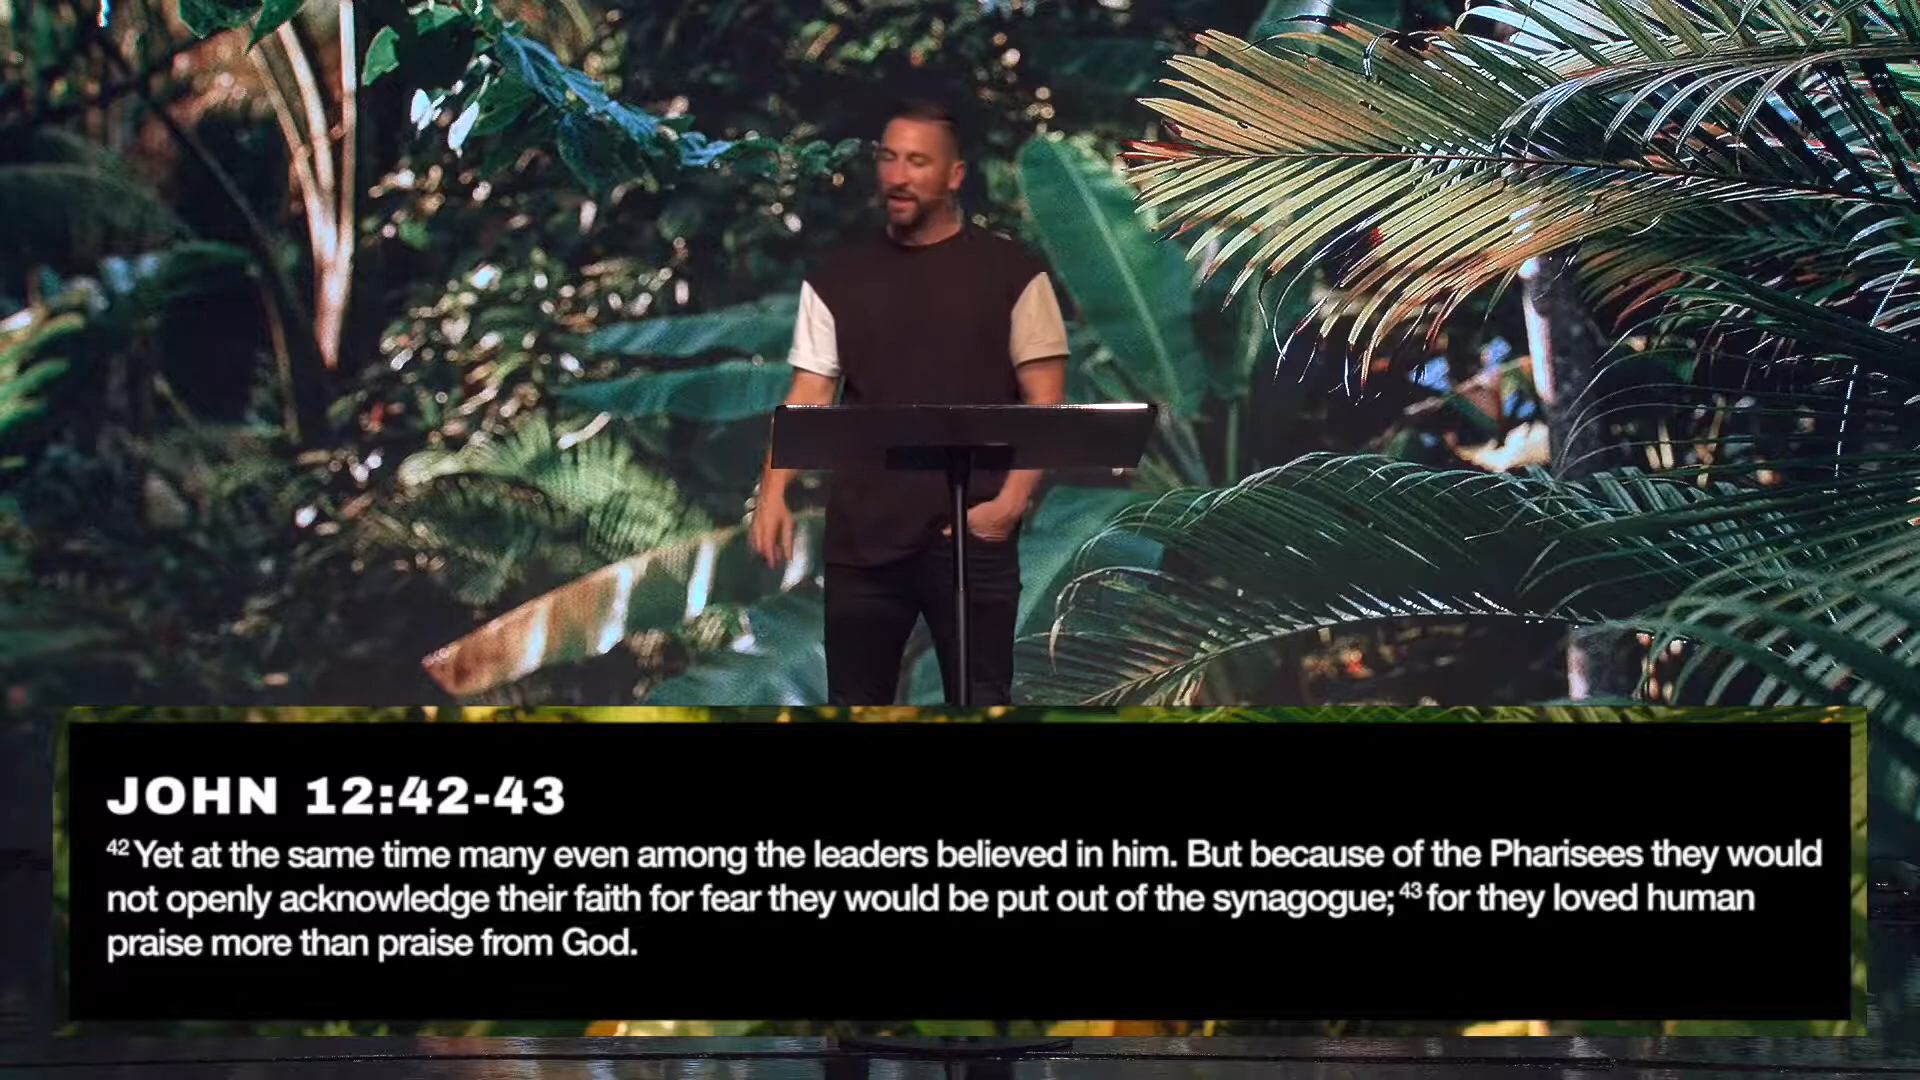 JOHN 12:42-43
42 Yet at the same time many even among the leaders believed in him. But because of the Pharisees they would
not openly acknowledge their faith for fear they would be put out of the synagogue; 43 for they loved human
praise more than praise from God.